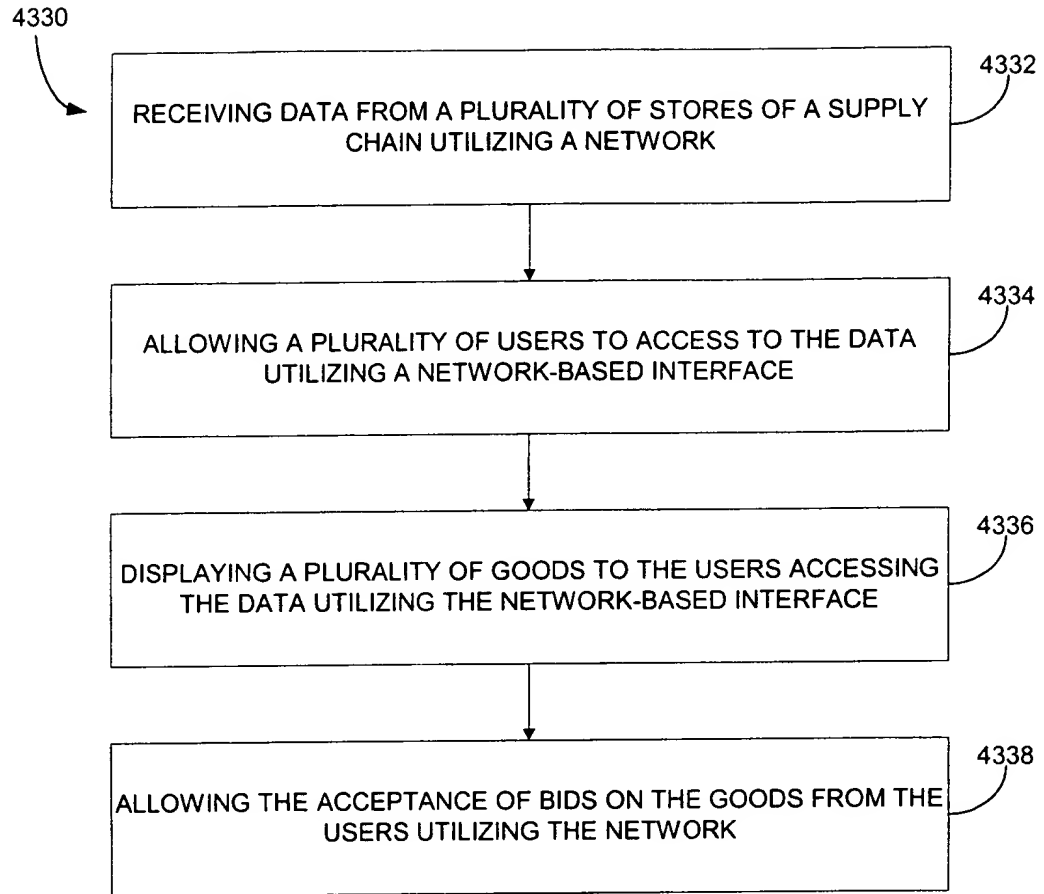 4330
4332
RECEIVING DATA FROM A PLURALITY OF STORES OF A SUPPLY
CHAIN UTILIZING A NETWORK
4334
ALLOWING A PLURALITY OF USERS TO ACCESS TO THE DATA
UTILIZING A NETWORK-BASED INTERFACE
4336
DISPLAYING A PLURALITY OF GOODS TO THE USERS ACCESSING
THE DATA UTILIZING THE NETWORK-BASED INTERFACE
4338
ALLOWING THE ACCEPTANCE OF BIDS ON THE GOODS FROM THE
USERS UTILIZING THE NETWORK